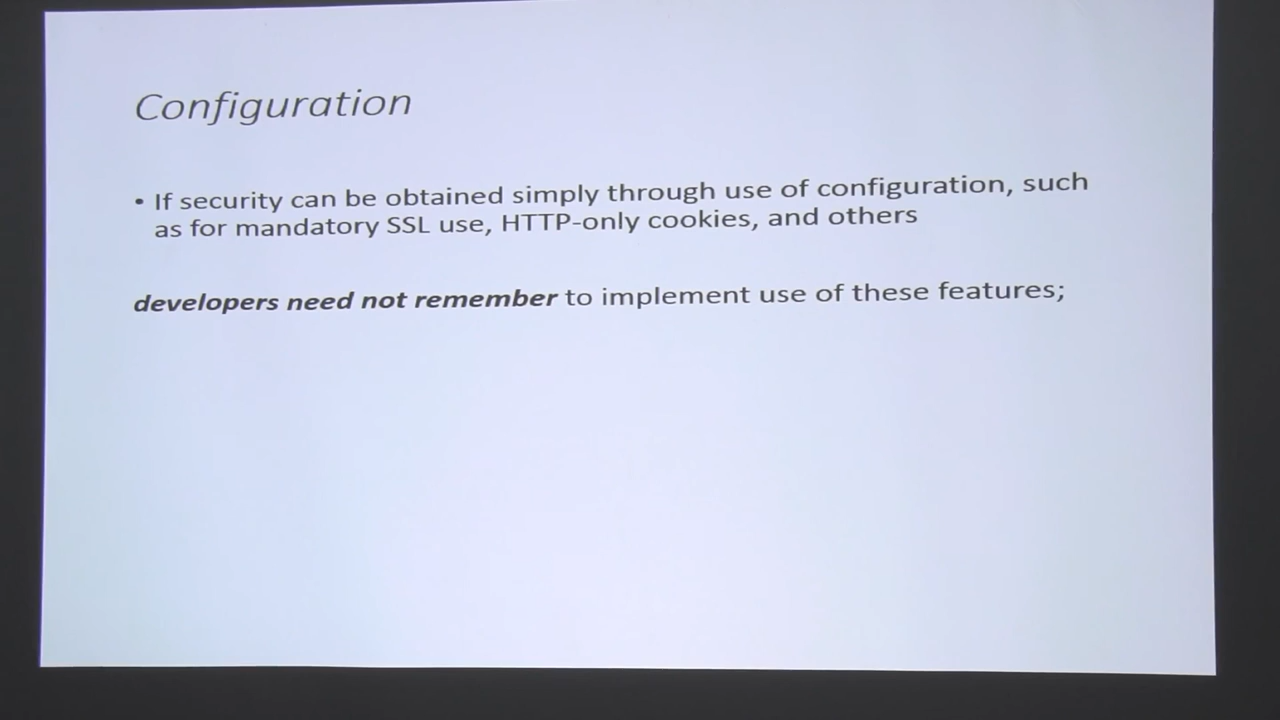 Configuration
• If security can be obtained simply through use of configuration, such
as for mandatory SSL use, HTTP-only cookies, and others
developers need not remember to implement use of these features;